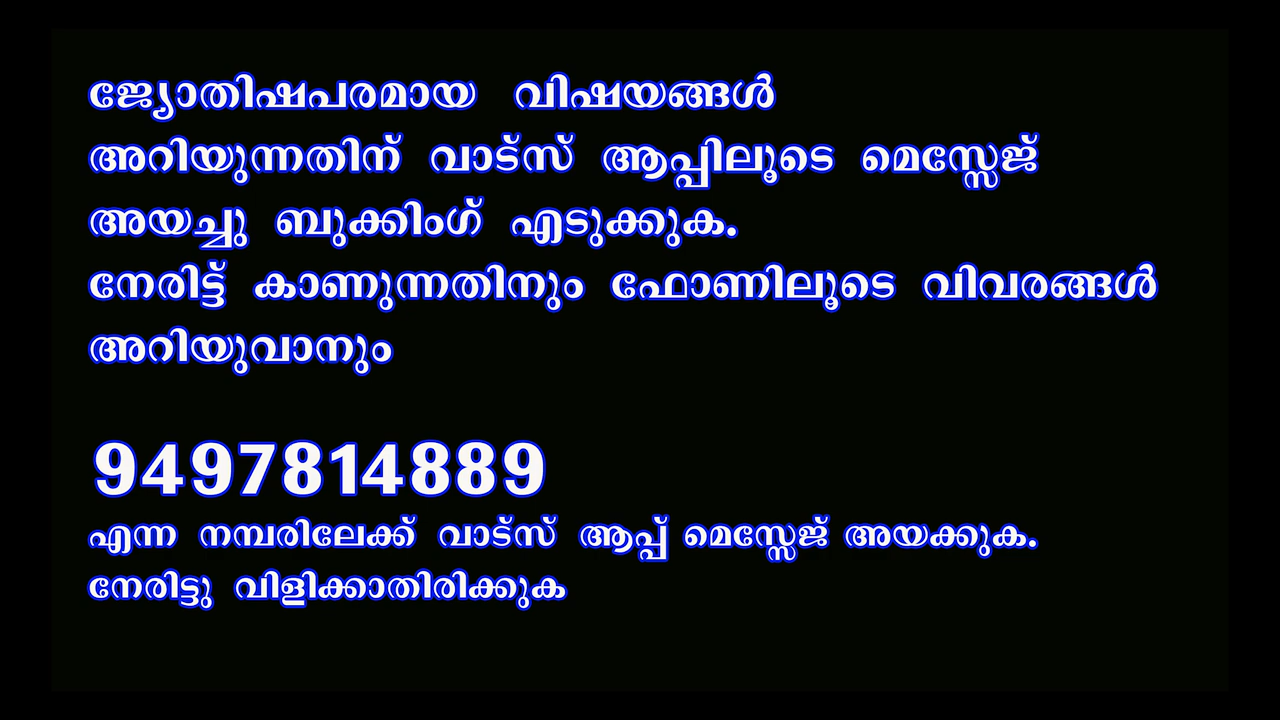 ജ്യോതിഷപരമായ വിഷയങ്ങൾ
അറിയുന്നതിന് വാട്സ് ആപ്പിലൂടെ മെസ്സേജ്
അയച്ചു ബുക്കിംഗ് എടുക്കുക.
നേരിട്ട് കാണുന്നതിനും ഫോണിലൂടെ വിവരങ്ങൾ
അറിയുവാനും
9497814889
എന്ന നമ്പരിലേക്ക് വാട്സ് ആപ്പ് മെസ്സേജ് അയക്കുക.
നേരിട്ടു വിളിക്കാതിരിക്കുക